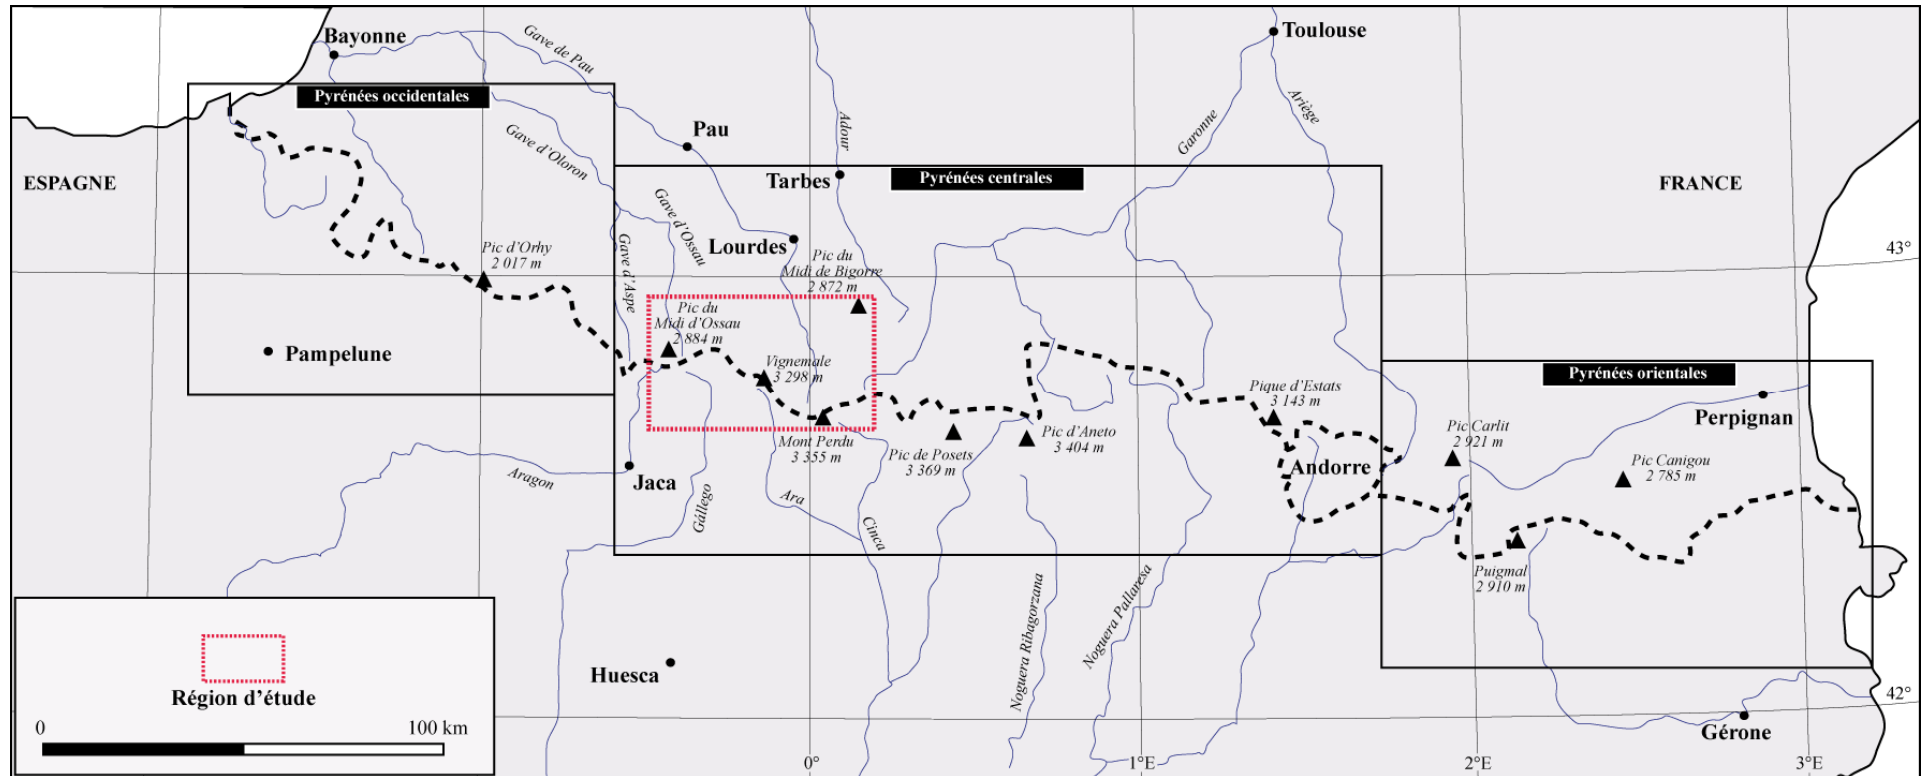 Bayonne
Gave de Pau
Toulouse
Pyrénées occidentales
Ariège
Adour
Garonne
Pau
Gave d'Oloron
Tarbes
Pyrénées centrales
ESPAGNE
FRANCE
Gave d'Ossau
Gave d'Aspe
Lourdes
Pic d'Orhy
2 017 m
43°
Pic du
Midi de Bigorre
2 872 m
Pic du
Midi d'Ossau
2 884 m
Pampelune
Vignemale
3 298 m
Pyrénées orientales
Pique d'Estats
3 143 m
Perpignan
Mont Perdu
3 355 m
Pic de Posets
3 369 m
Pic d'Aneto
3 404 m
Pic Carlit
2 921 m
Andorre
Pic Canigou
2 785 m
Aragon
Jaca
Gállego
Ara
Cinca
Puigmal
2 910 m
Noguera Ribagorzana
Noguera Pallaresa
Huesca
42°
Gérone
Région d'étude
0
100 km
0°
1°E
2°E
3°E